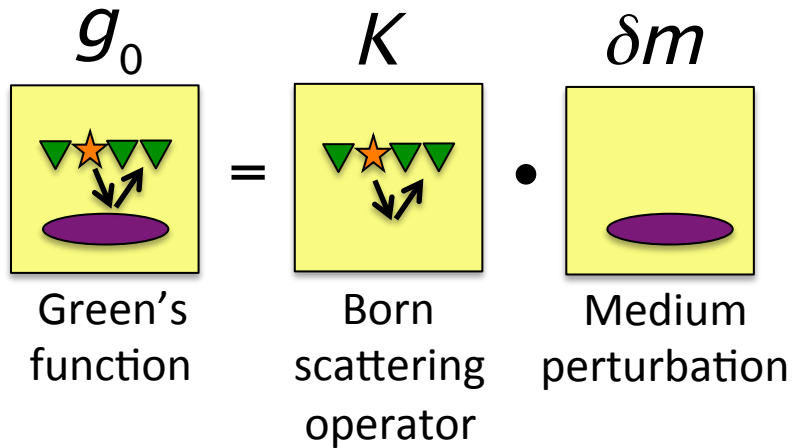 g₀ K δm
= •
Green's Born Medium
function scattering perturbation
operator